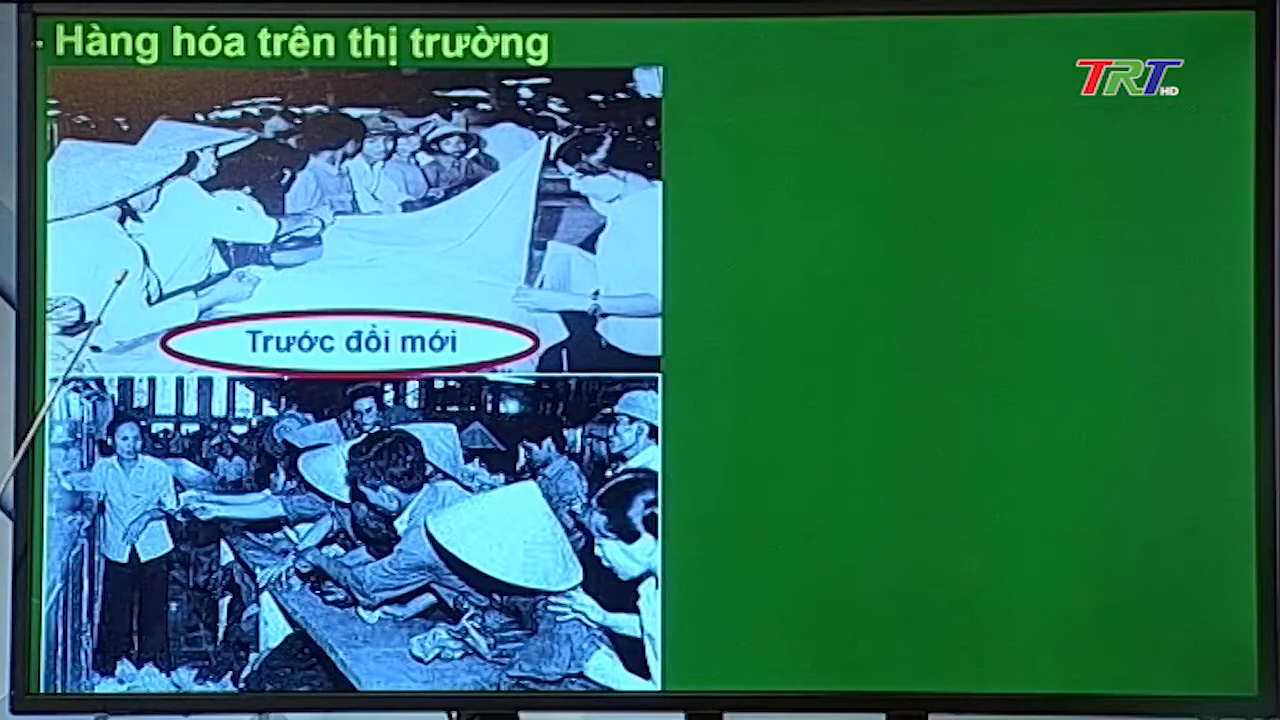 - Hàng hóa trên thị trường
TRT HD
Trước đổi mới